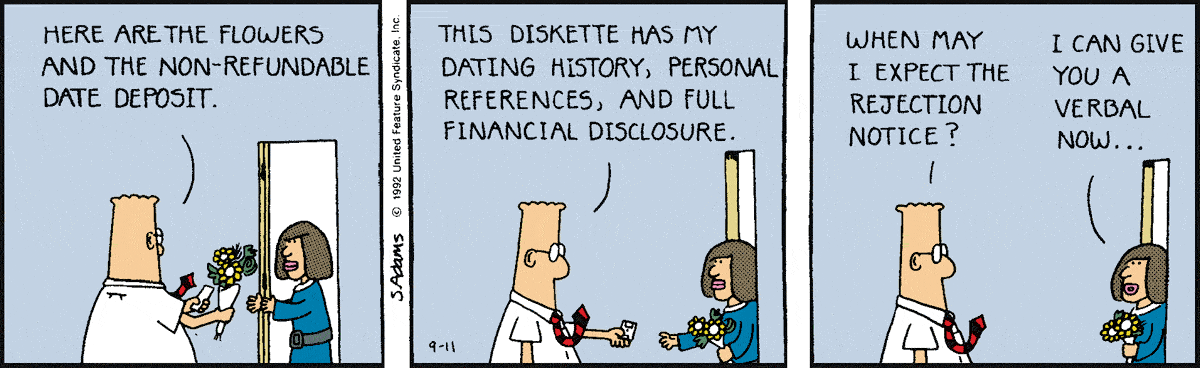 HERE ARE THE FLOWERS
AND THE NON-REFUNDABLE
DATE DEPOSIT.
S.Adams © 1992 United Feature Syndicate, Inc.
THIS DISKETTE HAS MY
DATING HISTORY, PERSONAL
REFERENCES, AND FULL
FINANCIAL DISCLOSURE.
9-11
WHEN MAY
I EXPECT THE
REJECTION
NOTICE?
I CAN GIVE
YOU A
VERBAL
NOW...